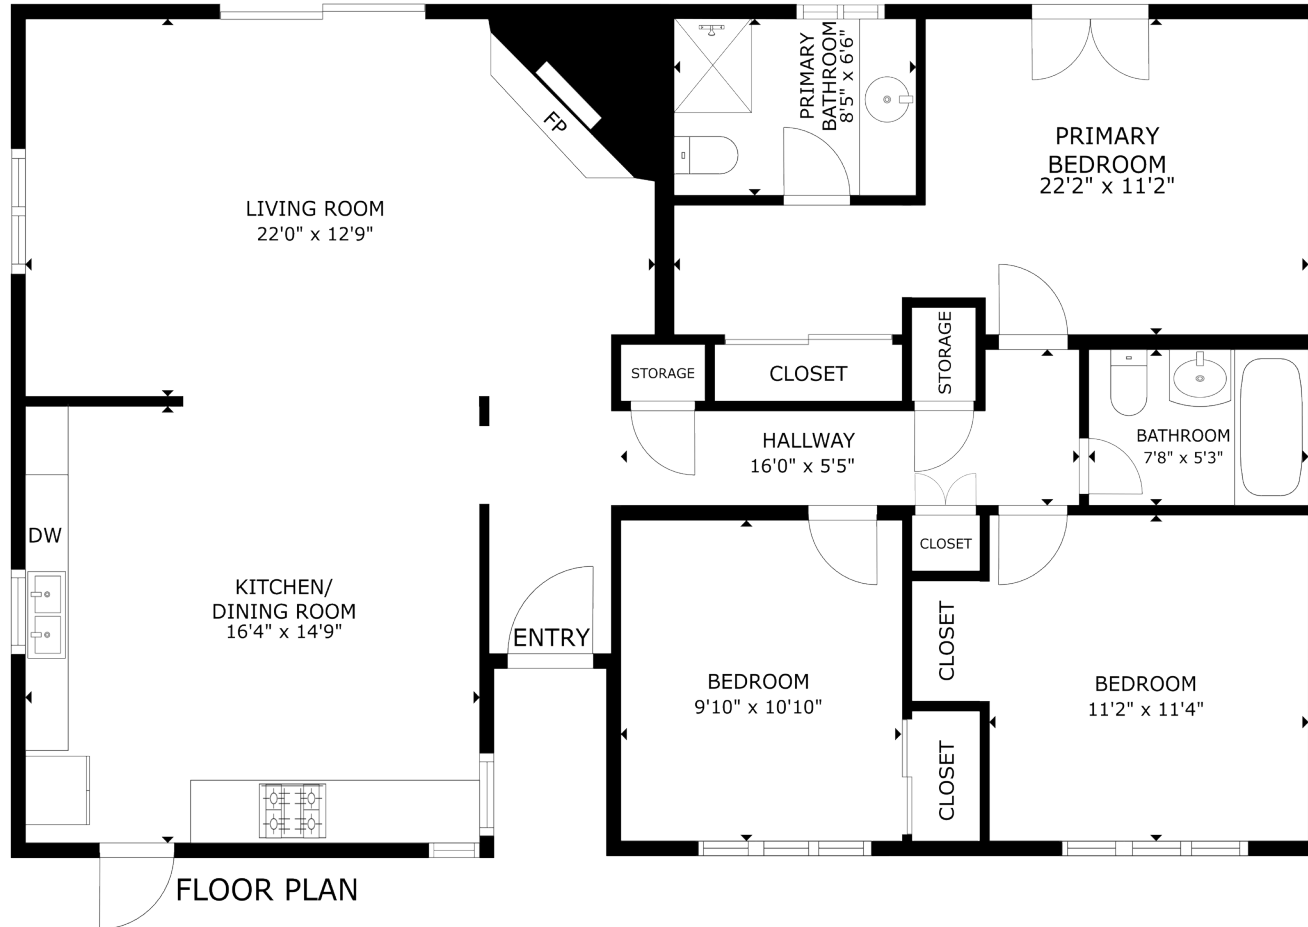 PRIMARY
BATHROOM
8'5" x 6'6"
FP
PRIMARY
BEDROOM
22'2" x 11'2"
LIVING ROOM
22'0" x 12'9"
STORAGE
CLOSET
STORAGE
HALLWAY
16'0" x 5'5"
BATHROOM
7'8" x 5'3"
DW
CLOSET
KITCHEN/
DINING ROOM
16'4" x 14'9"
ENTRY
CLOSET
BEDROOM
9'10" x 10'10"
BEDROOM
11'2" x 11'4"
CLOSET
FLOOR PLAN